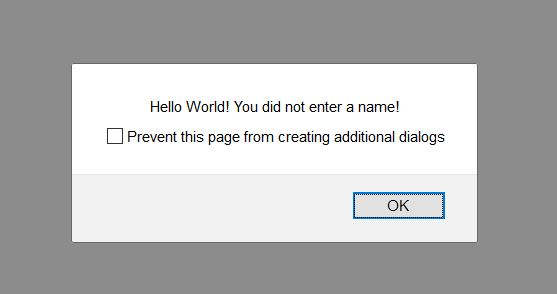 Hello World! You did not enter a name!
Prevent this page from creating additional dialogs
OK